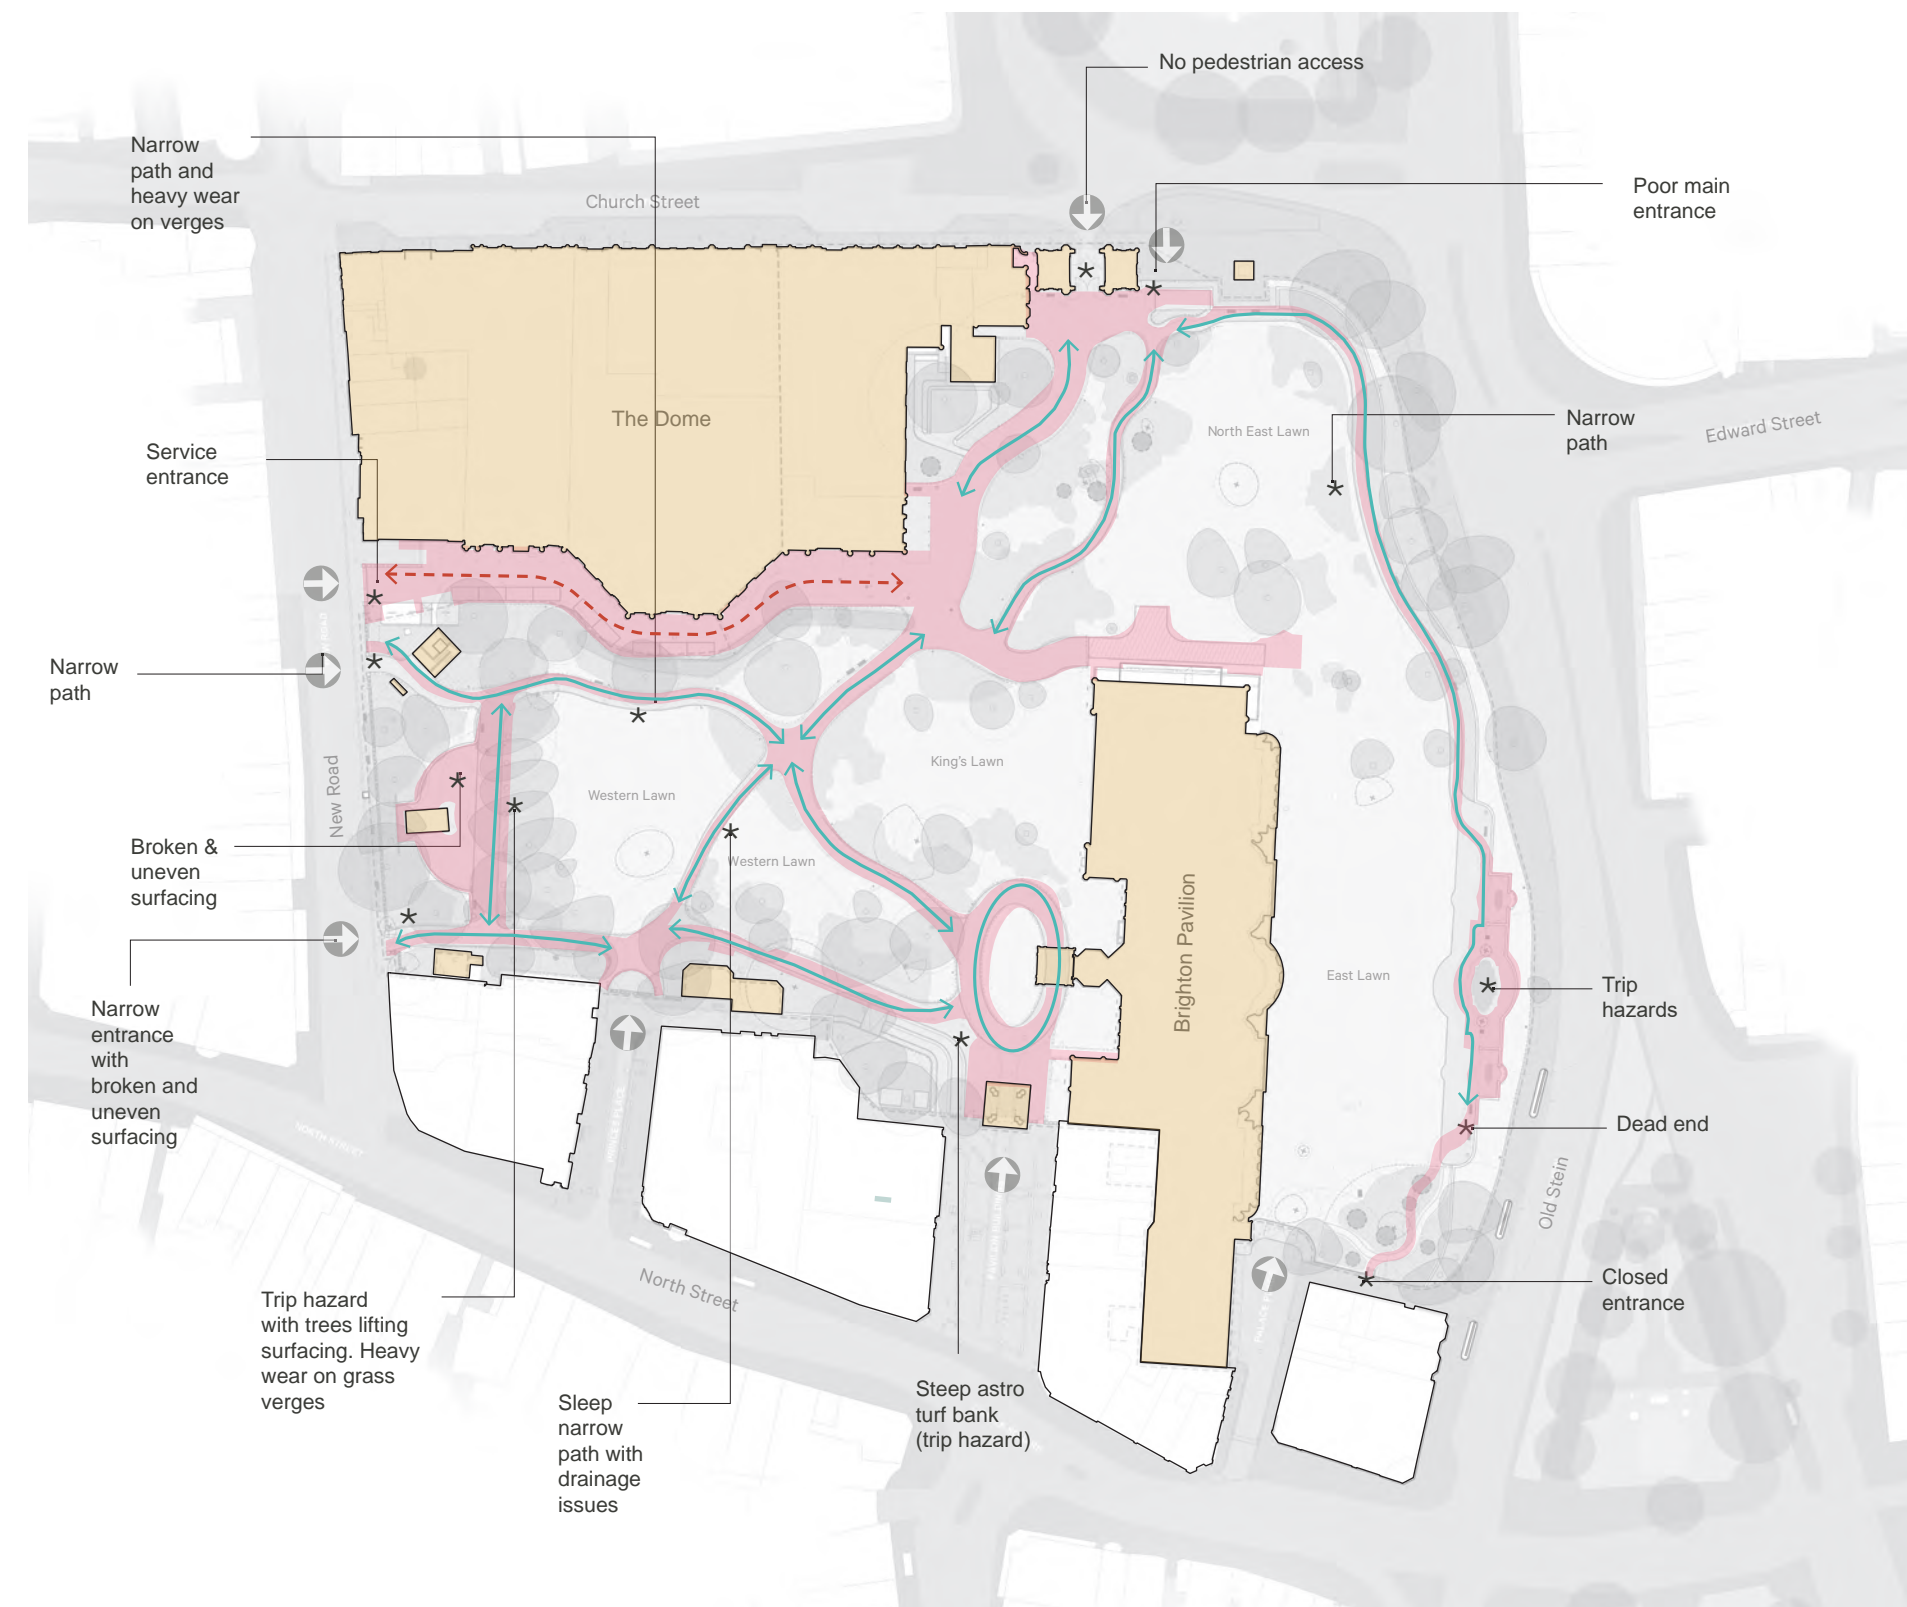 No pedestrian access
Narrow
path and
heavy wear
on verges
Church Street
Poor main
entrance
The Dome
North East Lawn
Narrow
path
Edward Street
Service
entrance
ROAD
Narrow
path
King's Lawn
Western Lawn
New Road
Western Lawn
Broken &
uneven
surfacing
Brighton Pavilion
East Lawn
Trip
hazards
Narrow
entrance
with
broken and
uneven
surfacing
Dead end
NORTH STREET
Old Stein
North Street
Closed
entrance
Trip hazard
with trees lifting
surfacing. Heavy
wear on grass
verges
Steep astro
turf bank
(trip hazard)
Sleep
narrow
path with
drainage
issues